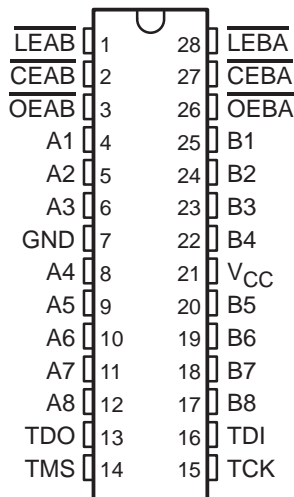 LEAB 1 28 LEBA
CEAB 2 27 CEBA
OEAB 3 26 OEBA
A1 4 25 B1
A2 5 24 B2
A3 6 23 B3
GND 7 22 B4
A4 8 21 VCC
A5 9 20 B5
A6 10 19 B6
A7 11 18 B7
A8 12 17 B8
TDO 13 16 TDI
TMS 14 15 TCK